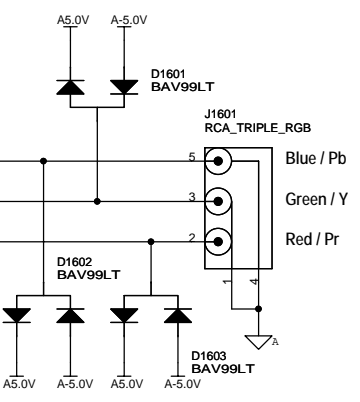 A5.0V A-5.0V
D1601
BAV99LT
J1601
RCA_TRIPLE_RGB
5
Blue / Pb
3
Green / Y
2
Red / Pr
D1602
BAV99LT
1
4
A
D1603
BAV99LT
A5.0V A-5.0V A5.0V A-5.0V